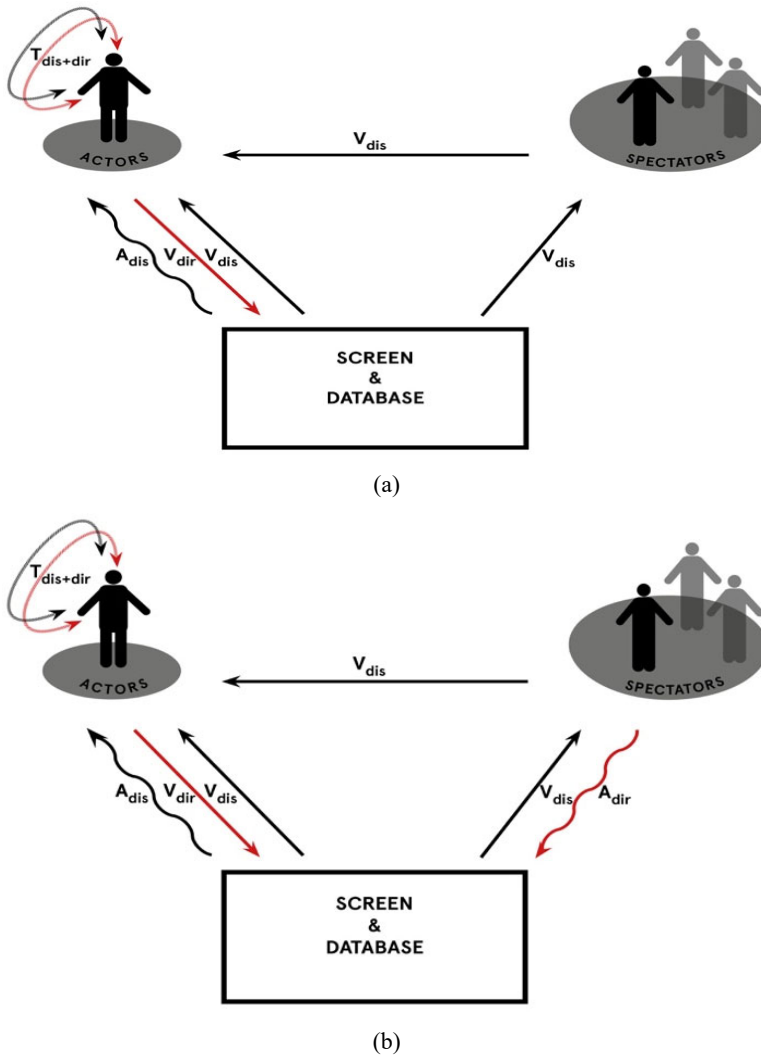 T_dis+dir
ACTORS
SPECTATORS
V_dis
A_dis V_dir V_dis
V_dis
SCREEN
&
DATABASE
(a)
T_dis+dir
ACTORS
SPECTATORS
V_dis
A_dis V_dir V_dis
V_dis A_dir
SCREEN
&
DATABASE
(b)